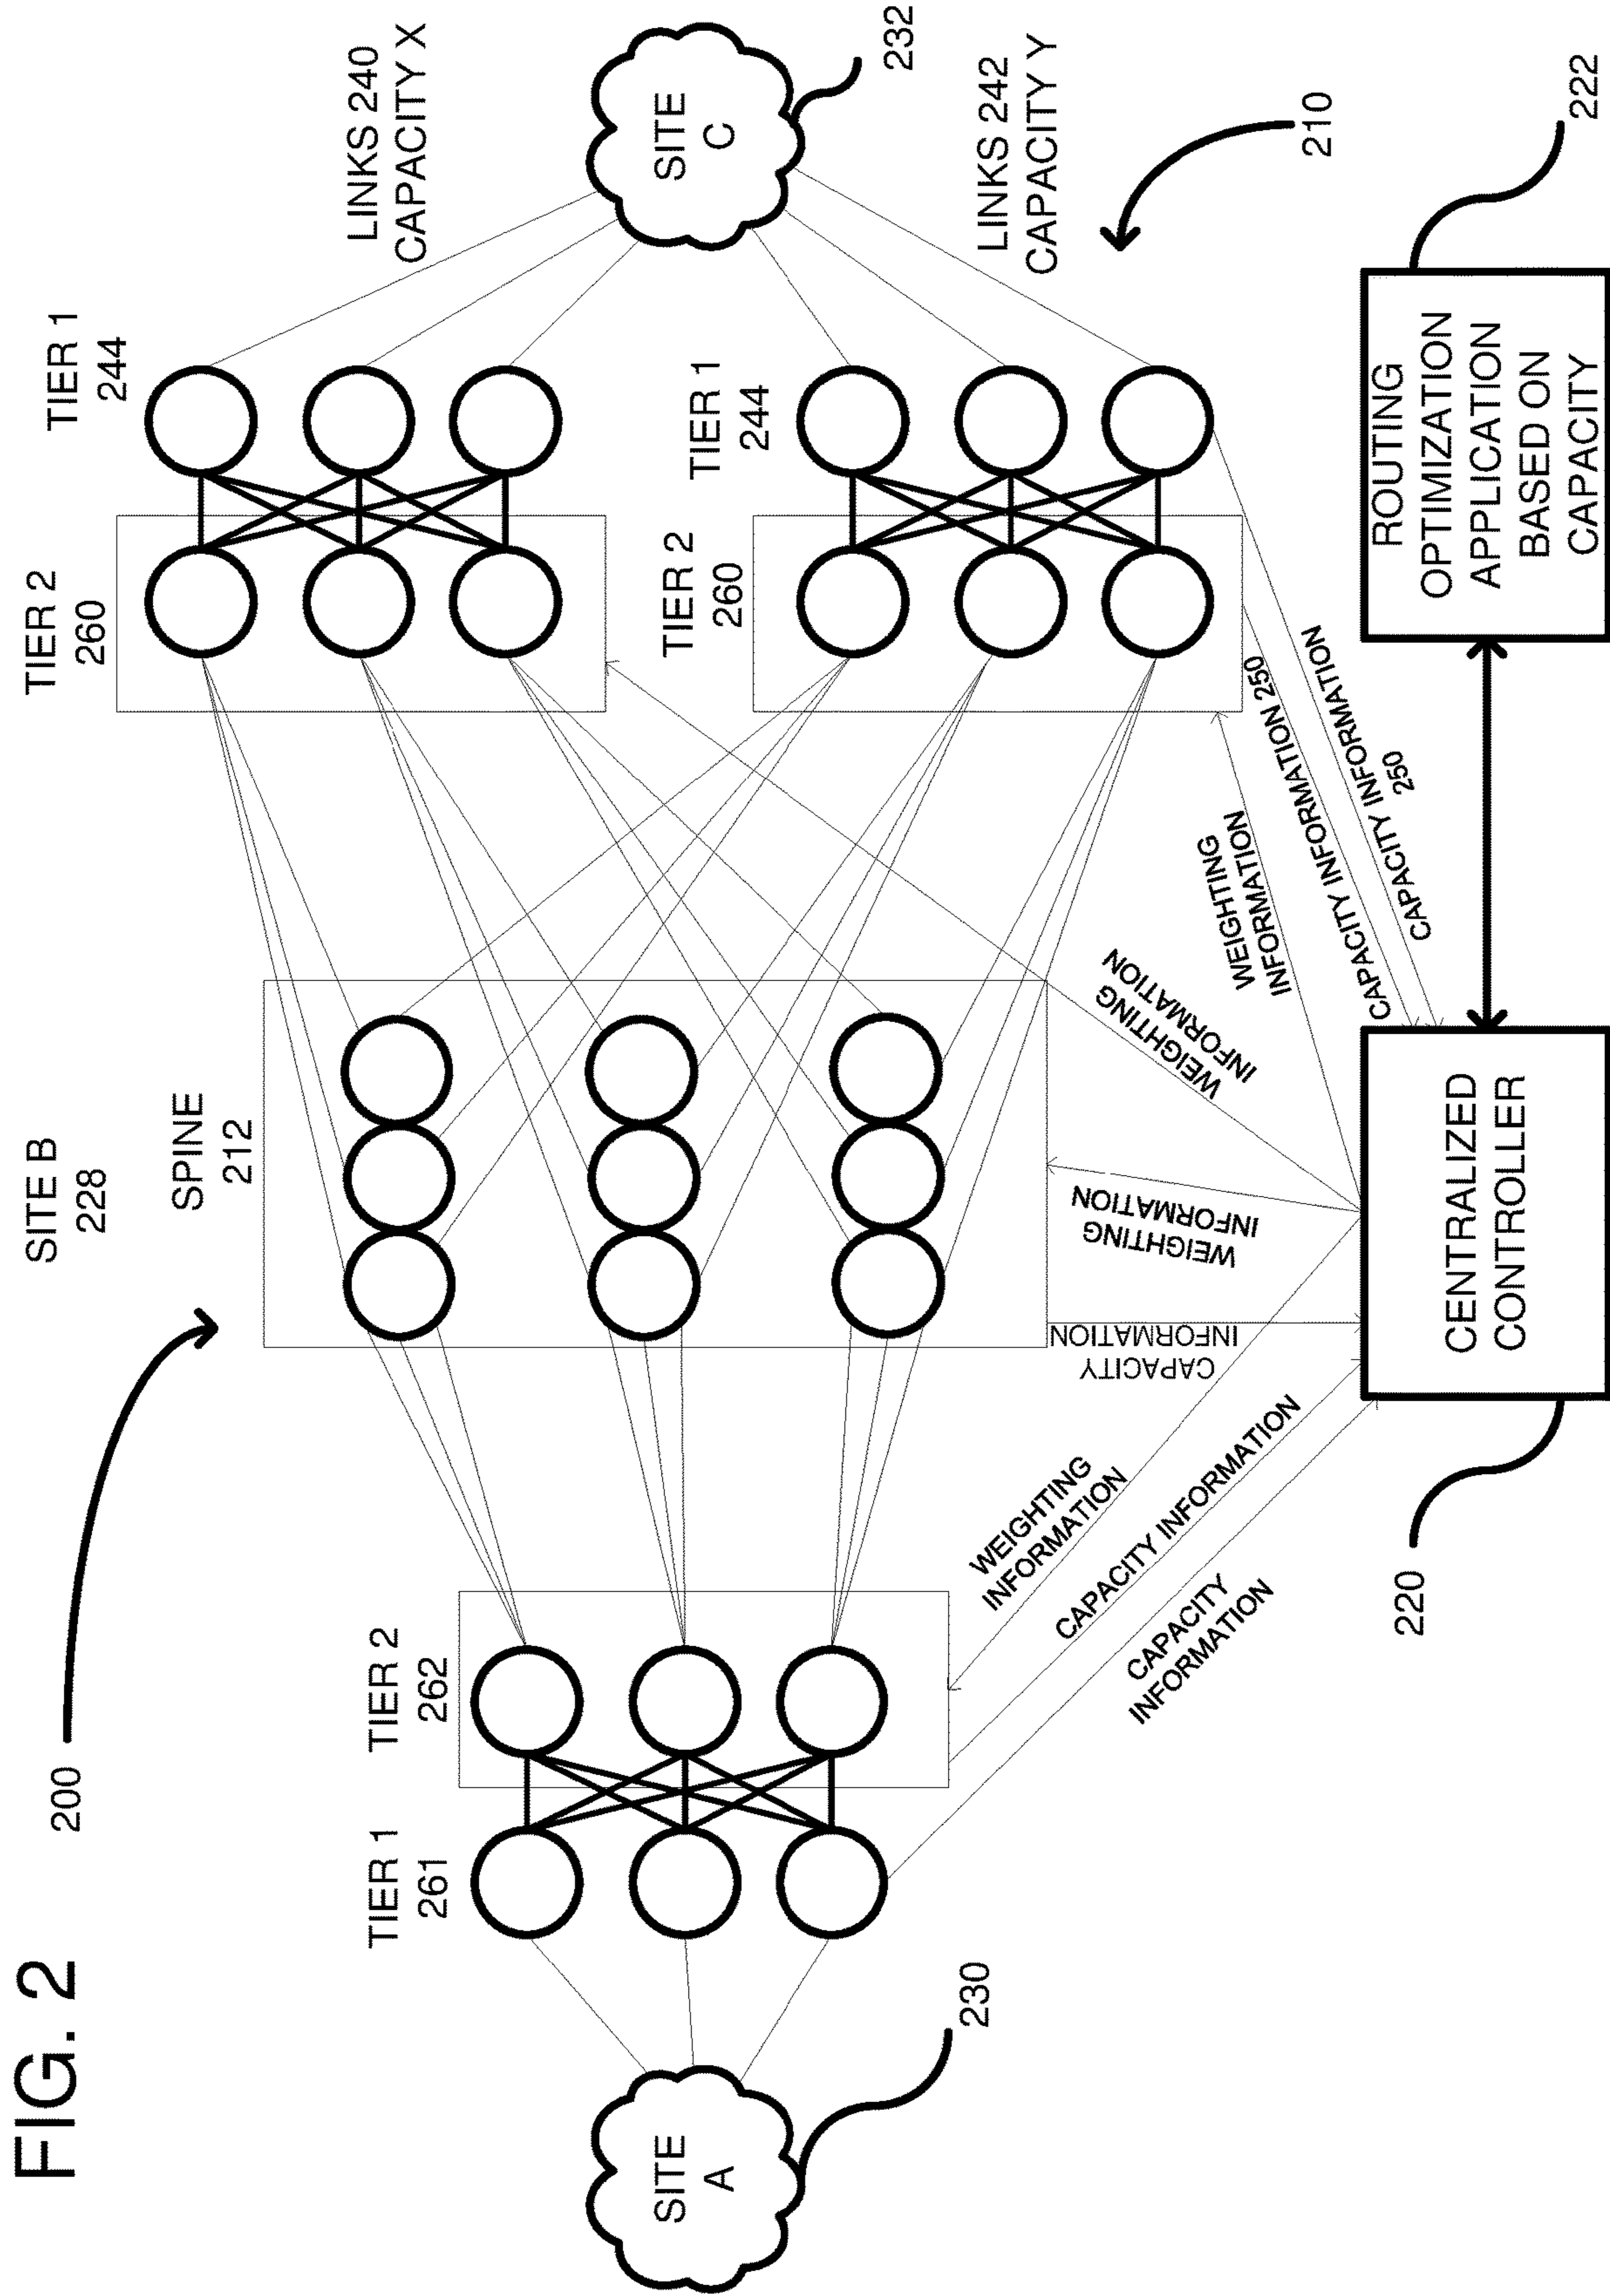 FIG. 2
200
SITE B
228
SPINE
212
TIER 2
260
TIER 1
244
LINKS 240
CAPACITY X
TIER 1
261
TIER 2
262
TIER 2
260
TIER 1
244
SITE
A
230
SITE
C
232
LINKS 242
CAPACITY Y
210
WEIGHTING
INFORMATION
CAPACITY INFORMATION
CAPACITY
INFORMATION
CAPACITY
INFORMATION
WEIGHTING
INFORMATION
WEIGHTING
INFORMATION
WEIGHTING
INFORMATION
CAPACITY INFORMATION 250
CAPACITY INFORMATION
250
220
CENTRALIZED
CONTROLLER
ROUTING
OPTIMIZATION
APPLICATION
BASED ON
CAPACITY
222